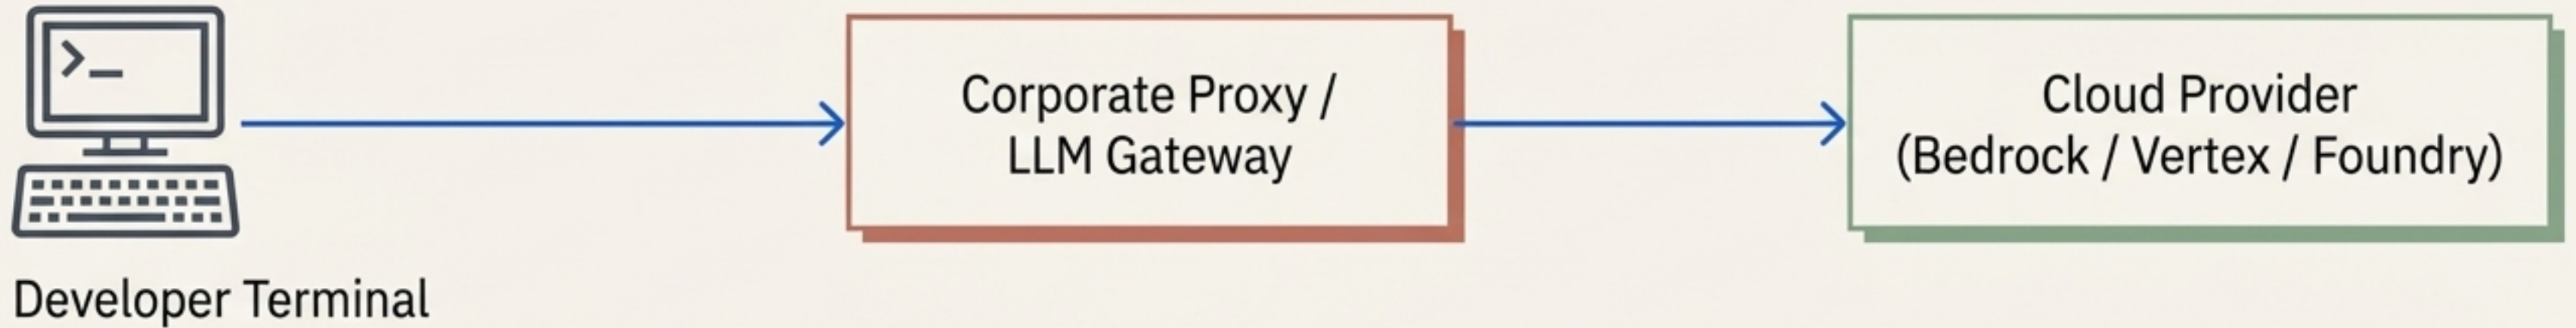 >_
Developer Terminal
Corporate Proxy /
LLM Gateway
Cloud Provider
(Bedrock / Vertex / Foundry)